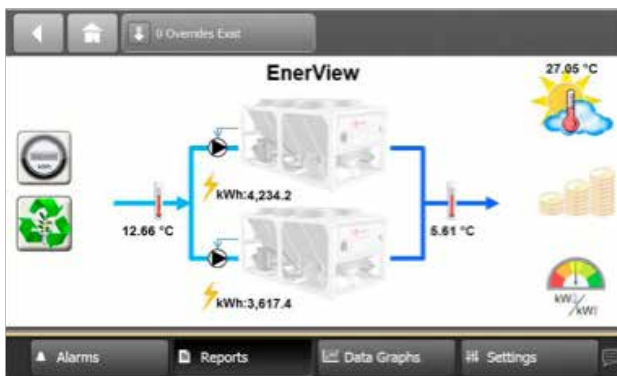 0 Overrides Exist
EnerView
27.05 °C
kWh:4,234.2
12.66 °C
5.61 °C
kWh:3,617.4
Alarms
Reports
Data Graphs
Settings